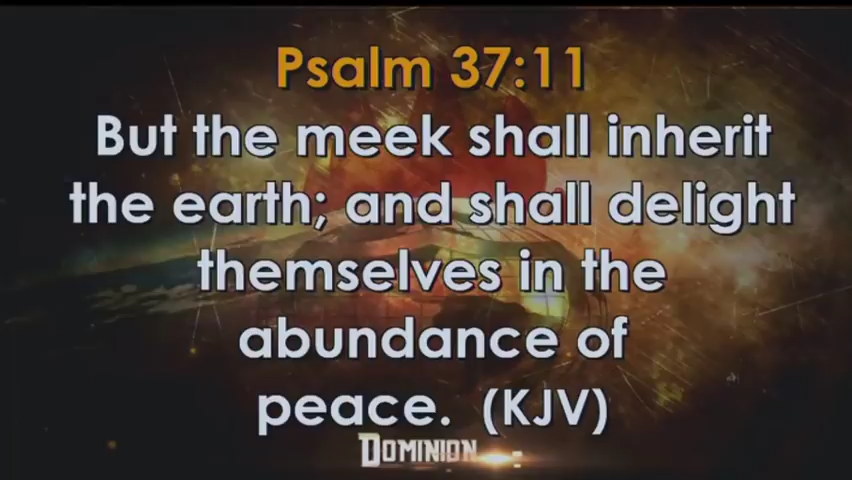 Psalm 37:11
But the meek shall inherit
the earth; and shall delight
themselves in the
abundance of
peace. (KJV)
DOMINION